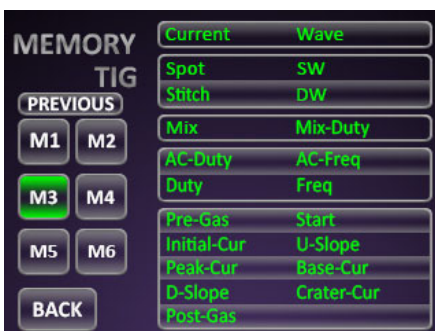 MEMORY
TIG
PREVIOUS
M1 M2
M3 M4
M5 M6
BACK
Current Wave
Spot SW
Stitch DW
Mix Mix-Duty
AC-Duty AC-Freq
Duty Freq
Pre-Gas Start
Initial-Cur U-Slope
Peak-Cur Base-Cur
D-Slope Crater-Cur
Post-Gas